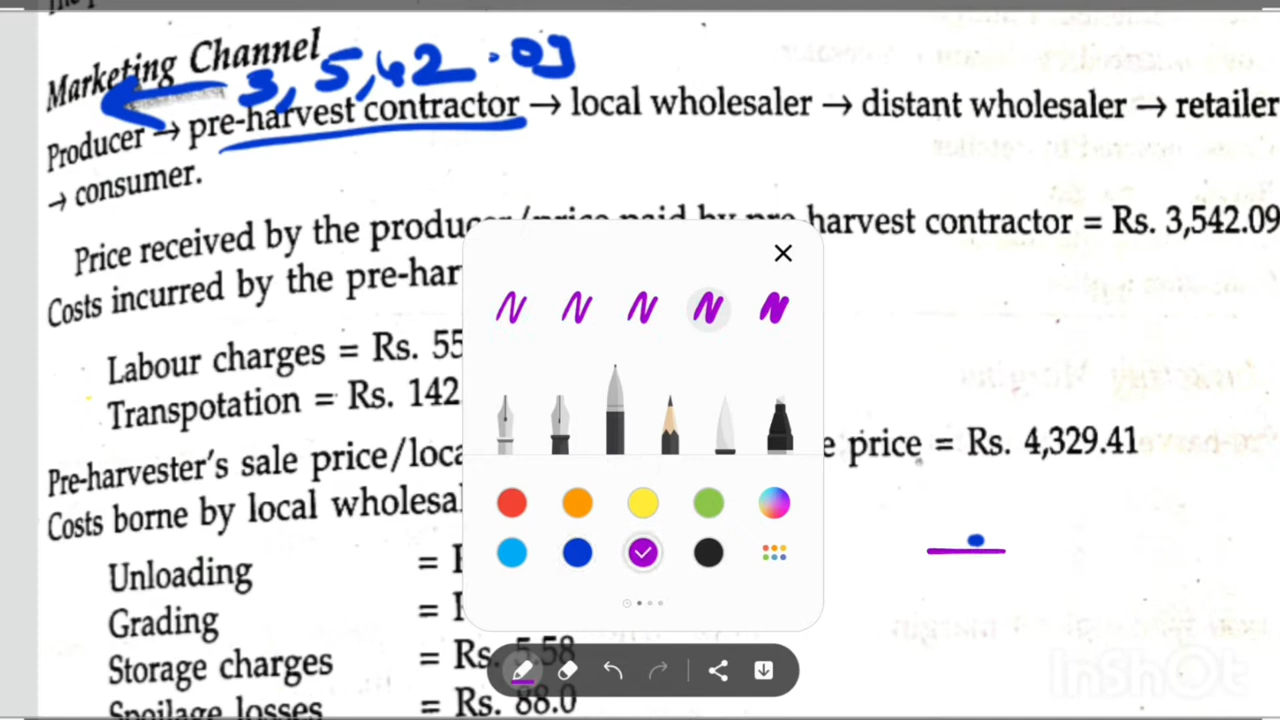 Marketing Channel
3, 5,42 . 09
Producer → pre-harvest contractor → local wholesaler → distant wholesaler → retailer
→ consumer.
Price received by the producer/price paid by pre-harvest contractor = Rs. 3,542.09
Costs incurred by the pre-har
Labour charges = Rs. 55
Transpotation = Rs. 142
Pre-harvester's sale price/loca e price = Rs. 4,329.41
Costs borne by local wholesal
Unloading =
Grading =
Storage charges = Rs. 5.58
Spoilage losses = Rs. 88.0
InShOt